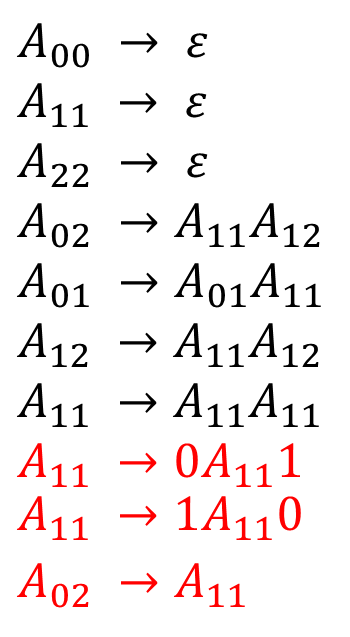 A₀₀ → ε
A₁₁ → ε
A₂₂ → ε
A₀₂ → A₁₁A₁₂
A₀₁ → A₀₁A₁₁
A₁₂ → A₁₁A₁₂
A₁₁ → A₁₁A₁₁
A₁₁ → 0A₁₁1
A₁₁ → 1A₁₁0
A₀₂ → A₁₁